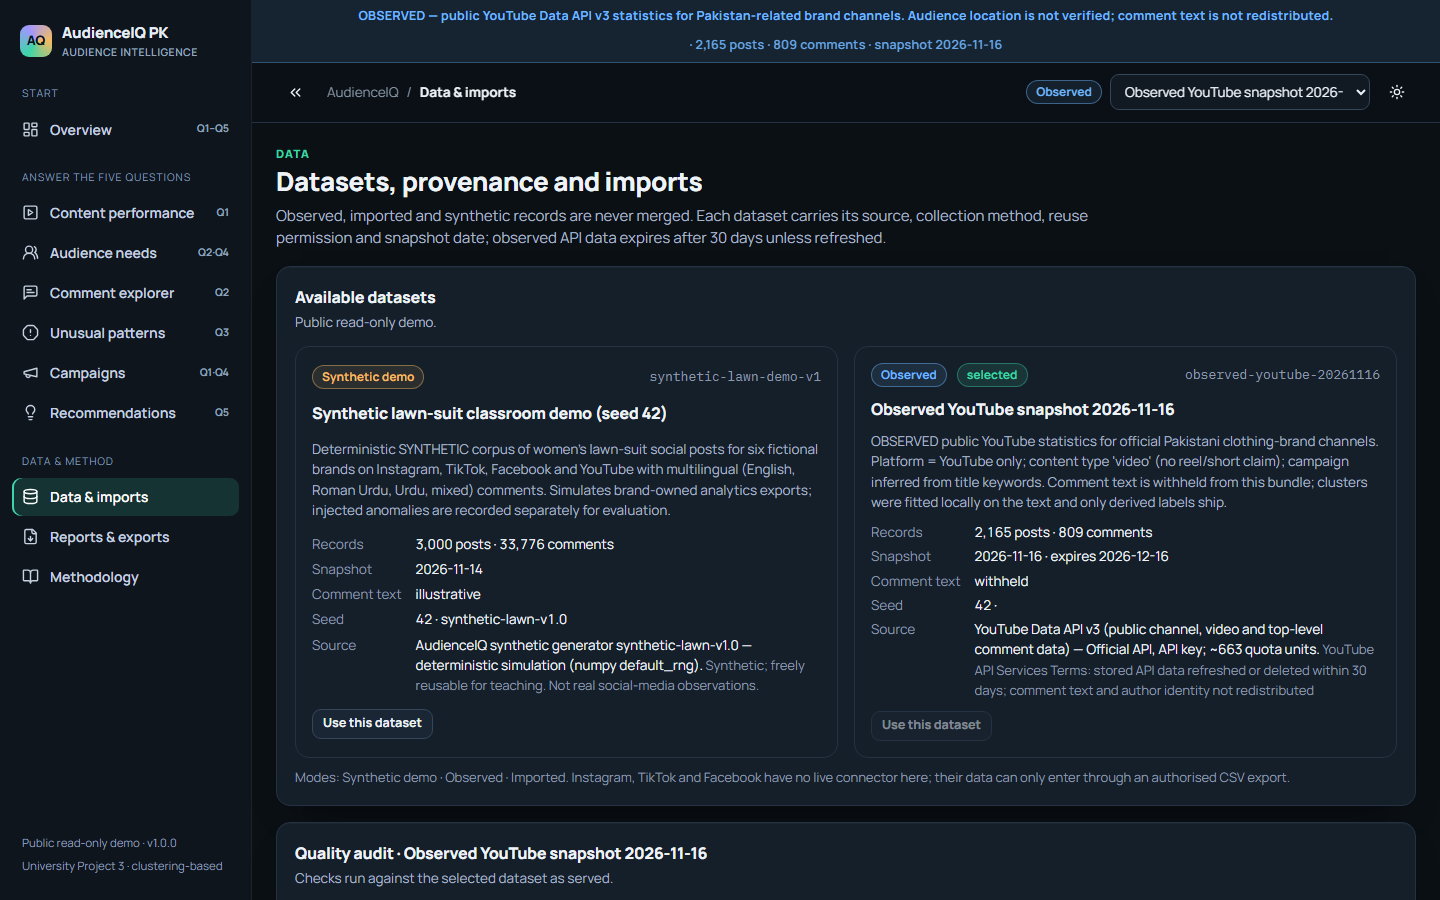 AQ
AudienceIQ PK
AUDIENCE INTELLIGENCE
START
Overview Q1–Q5
ANSWER THE FIVE QUESTIONS
Content performance Q1
Audience needs Q2·Q4
Comment explorer Q2
Unusual patterns Q3
Campaigns Q1·Q4
Recommendations Q5
DATA & METHOD
Data & imports
Reports & exports
Methodology
Public read-only demo · v1.0.0
University Project 3 · clustering-based
OBSERVED — public YouTube Data API v3 statistics for Pakistan-related brand channels. Audience location is not verified; comment text is not redistributed.
· 2,165 posts · 809 comments · snapshot 2026-11-16
AudienceIQ / Data & imports
Observed
Observed YouTube snapshot 2026-
DATA
Datasets, provenance and imports
Observed, imported and synthetic records are never merged. Each dataset carries its source, collection method, reuse
permission and snapshot date; observed API data expires after 30 days unless refreshed.
Available datasets
Public read-only demo.
Synthetic demo synthetic-lawn-demo-v1
Synthetic lawn-suit classroom demo (seed 42)
Deterministic SYNTHETIC corpus of women's lawn-suit social posts for six fictional
brands on Instagram, TikTok, Facebook and YouTube with multilingual (English,
Roman Urdu, Urdu, mixed) comments. Simulates brand-owned analytics exports;
injected anomalies are recorded separately for evaluation.
Records 3,000 posts · 33,776 comments
Snapshot 2026-11-14
Comment text illustrative
Seed 42 · synthetic-lawn-v1.0
Source AudienceIQ synthetic generator synthetic-lawn-v1.0 —
deterministic simulation (numpy default_rng). Synthetic; freely
reusable for teaching. Not real social-media observations.
Use this dataset
Observed selected observed-youtube-20261116
Observed YouTube snapshot 2026-11-16
OBSERVED public YouTube statistics for official Pakistani clothing-brand channels.
Platform = YouTube only; content type 'video' (no reel/short claim); campaign
inferred from title keywords. Comment text is withheld from this bundle; clusters
were fitted locally on the text and only derived labels ship.
Records 2,165 posts · 809 comments
Snapshot 2026-11-16 · expires 2026-12-16
Comment text withheld
Seed 42 ·
Source YouTube Data API v3 (public channel, video and top-level
comment data) — Official API, API key; ~663 quota units. YouTube
API Services Terms: stored API data refreshed or deleted within 30
days; comment text and author identity not redistributed
Use this dataset
Modes: Synthetic demo · Observed · Imported. Instagram, TikTok and Facebook have no live connector here; their data can only enter through an authorised CSV export.
Quality audit · Observed YouTube snapshot 2026-11-16
Checks run against the selected dataset as served.